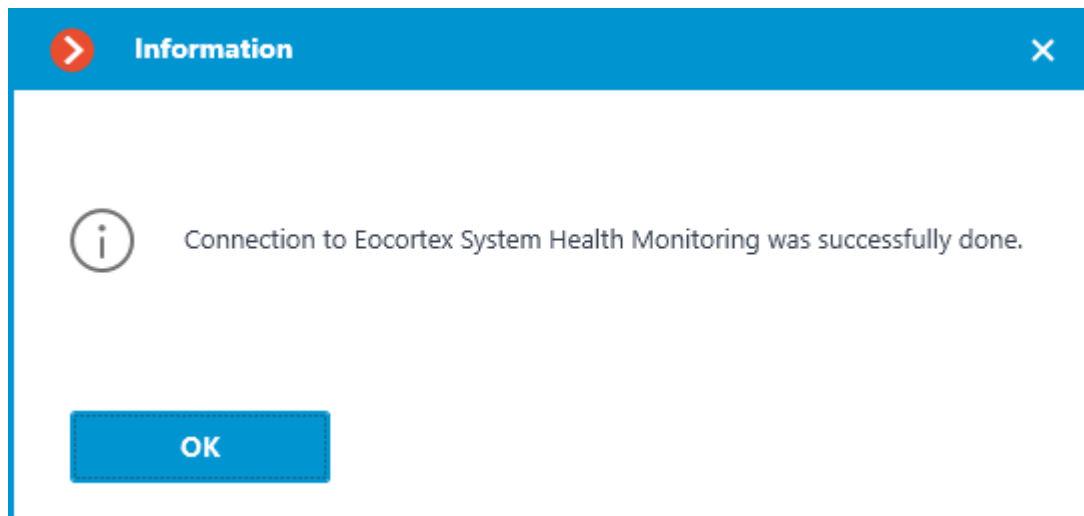 Information
Connection to Eocortex System Health Monitoring was successfully done.
OK